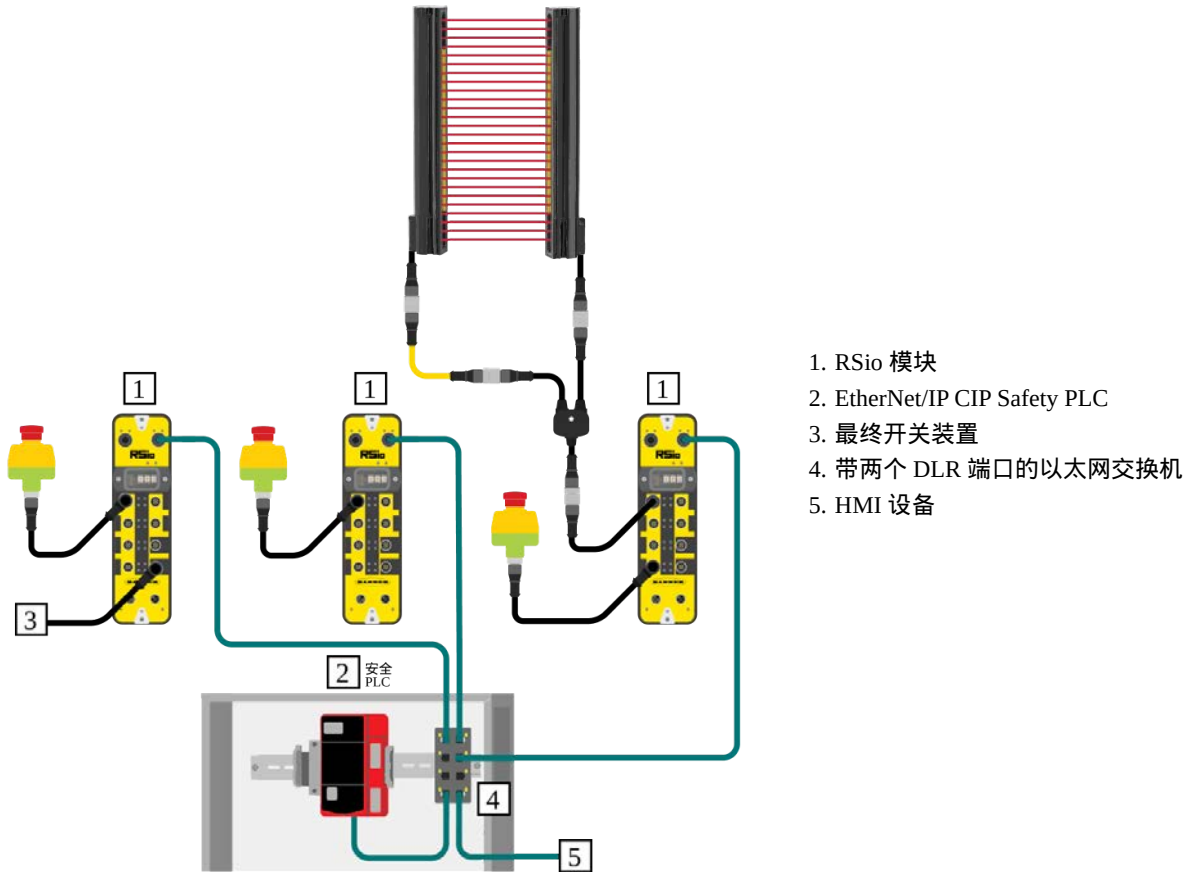 1
1
1
RSio
RSio
RSio
3
2
安全
PLC
4
5
1. RSio 模块
2. EtherNet/IP CIP Safety PLC
3. 最终开关装置
4. 带两个 DLR 端口的以太网交换机
5. HMI 设备